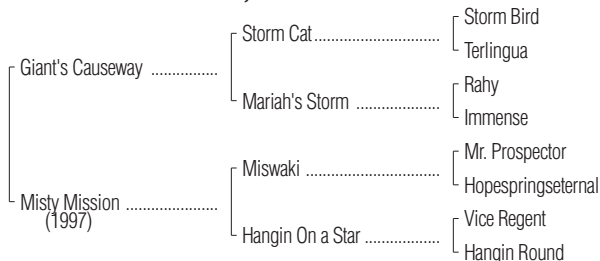 Storm Bird
Storm Cat....................
Terlingua
Giant's Causeway ................
Rahy
Mariah's Storm ....................
Immense
Mr. Prospector
Miswaki ................................
Hopespringseternal
Misty Mission ......................
(1997)
Vice Regent
Hangin On a Star ..................
Hangin Round